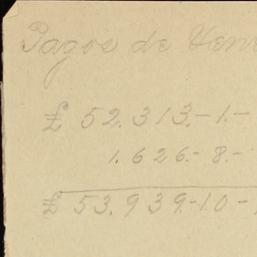 Pagos de
£ 52.313.-1.-
1.626.-8.-
£ 53.939.-10-